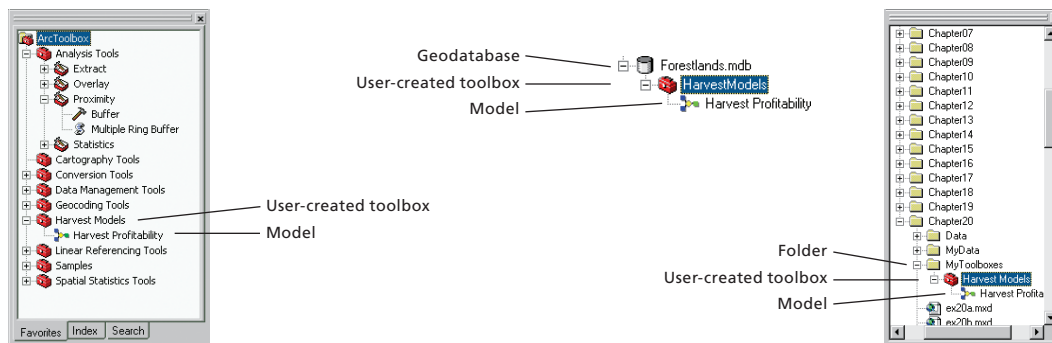 ArcToolbox
Analysis Tools
Extract
Overlay
Proximity
Buffer
Multiple Ring Buffer
Statistics
Cartography Tools
Conversion Tools
Data Management Tools
Geocoding Tools
Harvest Models
Harvest Profitability
Linear Referencing Tools
Samples
Spatial Statistics Tools
Favorites Index Search
User-created toolbox
Model
Geodatabase
User-created toolbox
Model
Forestlands.mdb
HarvestModels
Harvest Profitability
Folder
User-created toolbox
Model
Chapter07
Chapter08
Chapter09
Chapter10
Chapter11
Chapter12
Chapter13
Chapter14
Chapter15
Chapter16
Chapter17
Chapter18
Chapter19
Chapter20
Data
MyData
MyToolboxes
Harvest Models
Harvest Profita
ex20a.mxd
ex20b.mxd